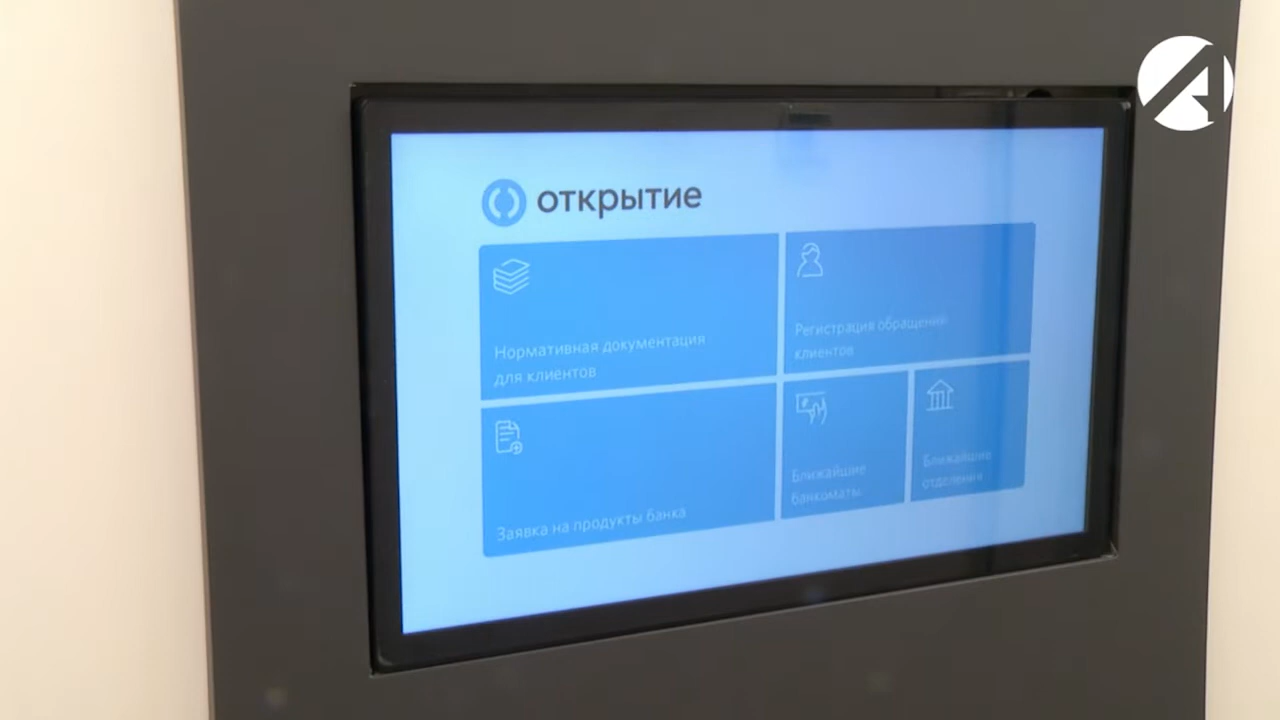 открытие
Нормативная документация
для клиентов
Регистрация обращений
клиентов
Заявка на продукты банка
Ближайшие
банкоматы
Ближайшие
отделения